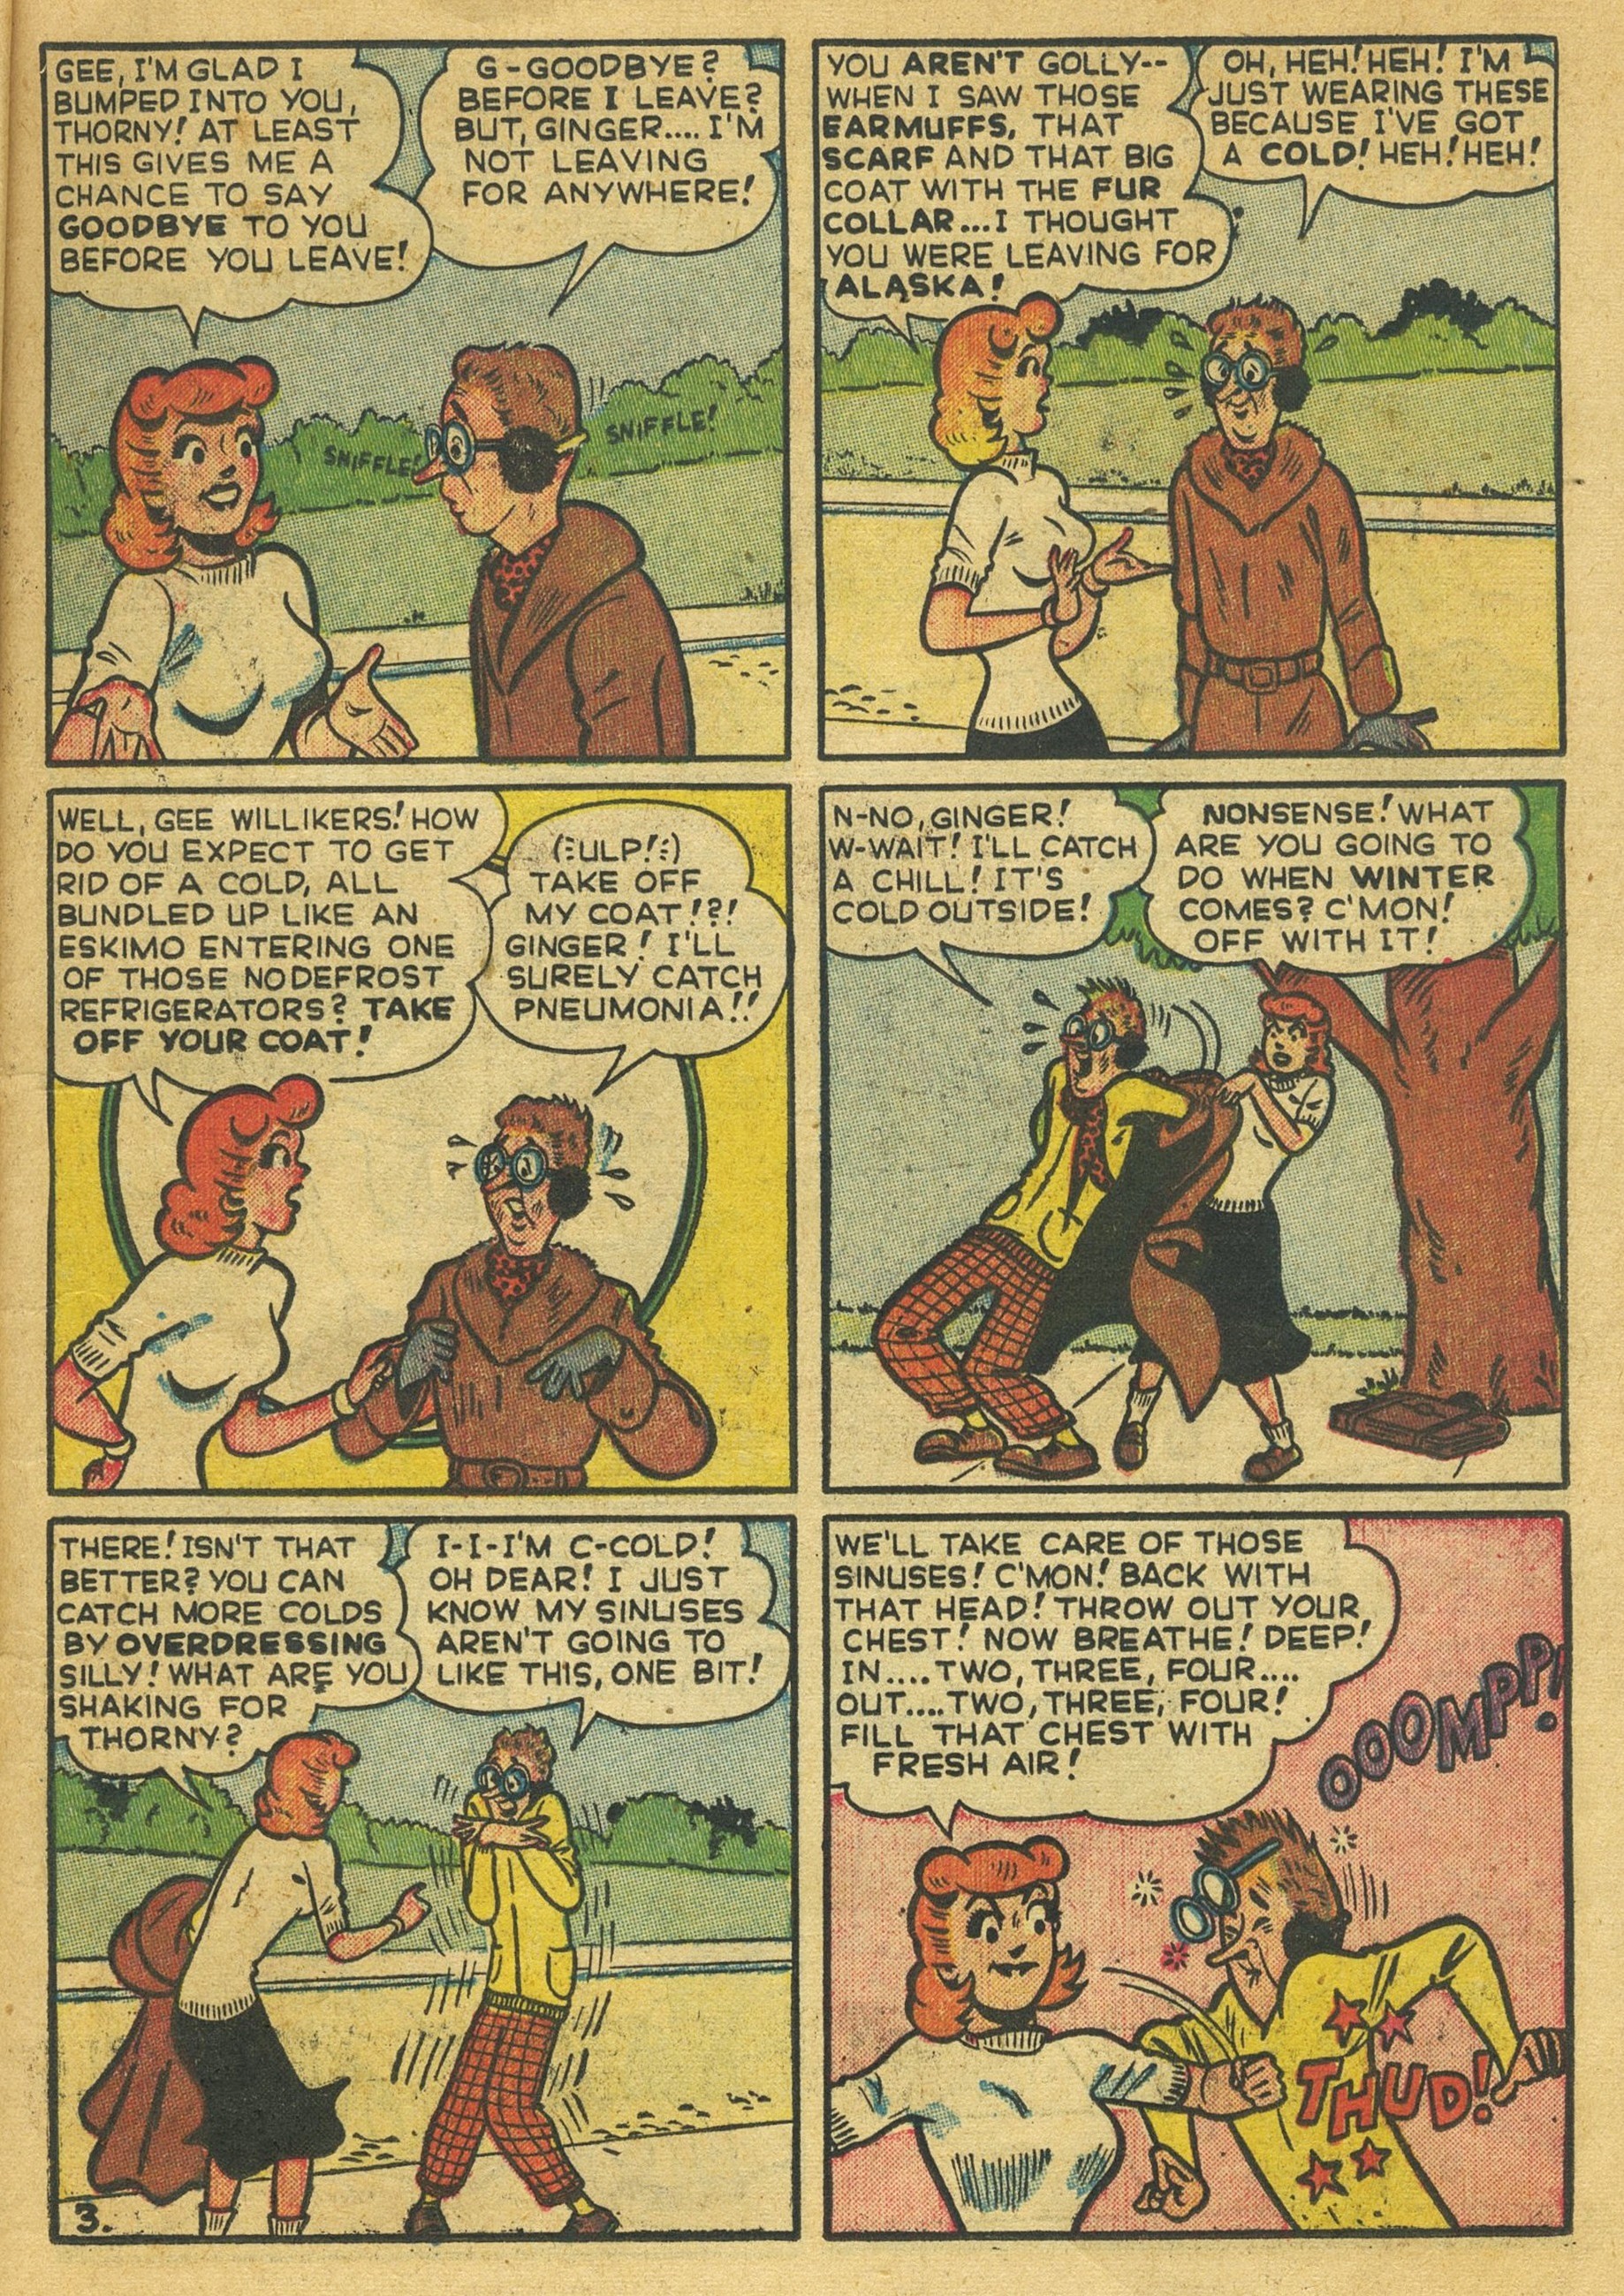 GEE, I'M GLAD I
BUMPED INTO YOU,
THORNY! AT LEAST
THIS GIVES ME A
CHANCE TO SAY
GOODBYE TO YOU
BEFORE YOU LEAVE!
G-GOODBYE?
BEFORE I LEAVE?
BUT, GINGER.... I'M
NOT LEAVING
FOR ANYWHERE!
SNIFFLE!
SNIFFLE!
YOU AREN'T GOLLY--
WHEN I SAW THOSE
EARMUFFS, THAT
SCARF AND THAT BIG
COAT WITH THE FUR
COLLAR...I THOUGHT
YOU WERE LEAVING FOR
ALASKA!
OH, HEH! HEH! I'M
JUST WEARING THESE
BECAUSE I'VE GOT
A COLD! HEH! HEH!
WELL, GEE WILLIKERS! HOW
DO YOU EXPECT TO GET
RID OF A COLD, ALL
BUNDLED UP LIKE AN
ESKIMO ENTERING ONE
OF THOSE NODEFROST
REFRIGERATORS? TAKE
OFF YOUR COAT!
(:ULP!:)
TAKE OFF
MY COAT!?!
GINGER! I'LL
SURELY CATCH
PNEUMONIA!!
N-NO, GINGER!
W-WAIT! I'LL CATCH
A CHILL! IT'S
COLD OUTSIDE!
NONSENSE! WHAT
ARE YOU GOING TO
DO WHEN WINTER
COMES? C'MON!
OFF WITH IT!
THERE! ISN'T THAT
BETTER? YOU CAN
CATCH MORE COLDS
BY OVERDRESSING
SILLY! WHAT ARE YOU
SHAKING FOR
THORNY?
I-I-I'M C-COLD!
OH DEAR! I JUST
KNOW MY SINUSES
AREN'T GOING TO
LIKE THIS, ONE BIT!
3.
WE'LL TAKE CARE OF THOSE
SINUSES! C'MON! BACK WITH
THAT HEAD! THROW OUT YOUR
CHEST! NOW BREATHE! DEEP!
IN....TWO, THREE, FOUR....
OUT....TWO, THREE, FOUR!
FILL THAT CHEST WITH
FRESH AIR!
OOOMPP!
THUD!